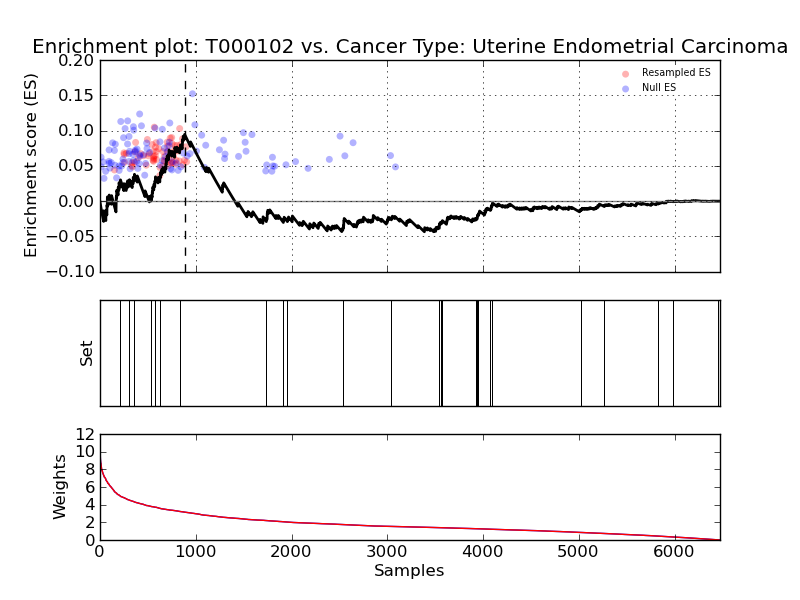 Enrichment plot: T000102 vs. Cancer Type: Uterine Endometrial Carcinoma
0.20
0.15
0.10
0.05
0.00
−0.05
−0.10
Enrichment score (ES)
Resampled ES
Null ES
Set
12
10
8
6
4
2
0
Weights
0 1000 2000 3000 4000 5000 6000
Samples